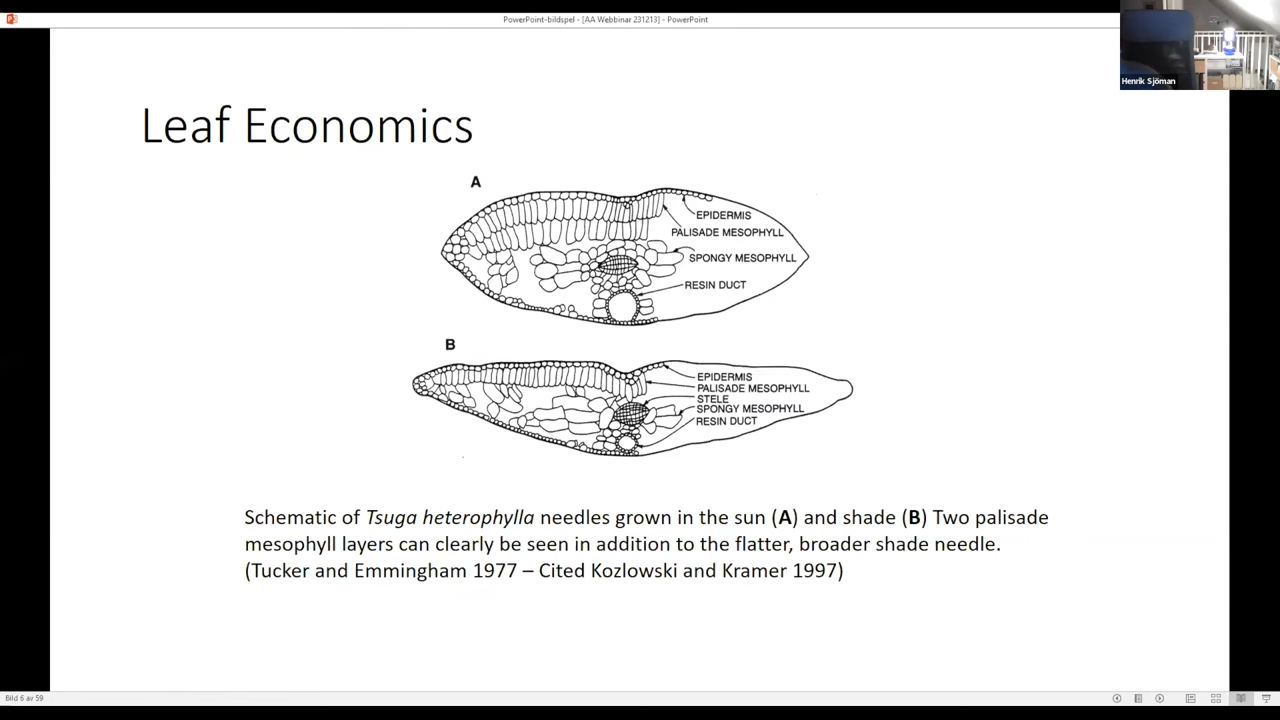 PowerPoint-bildspel - [AA Webbinar 231213] - PowerPoint
Henrik Sjöman
Leaf Economics
A
EPIDERMIS
PALISADE MESOPHYLL
SPONGY MESOPHYLL
RESIN DUCT
B
EPIDERMIS
PALISADE MESOPHYLL
STELE
SPONGY MESOPHYLL
RESIN DUCT
Schematic of Tsuga heterophylla needles grown in the sun (A) and shade (B) Two palisade
mesophyll layers can clearly be seen in addition to the flatter, broader shade needle.
(Tucker and Emmingham 1977 – Cited Kozlowski and Kramer 1997)
Bild 6 av 59